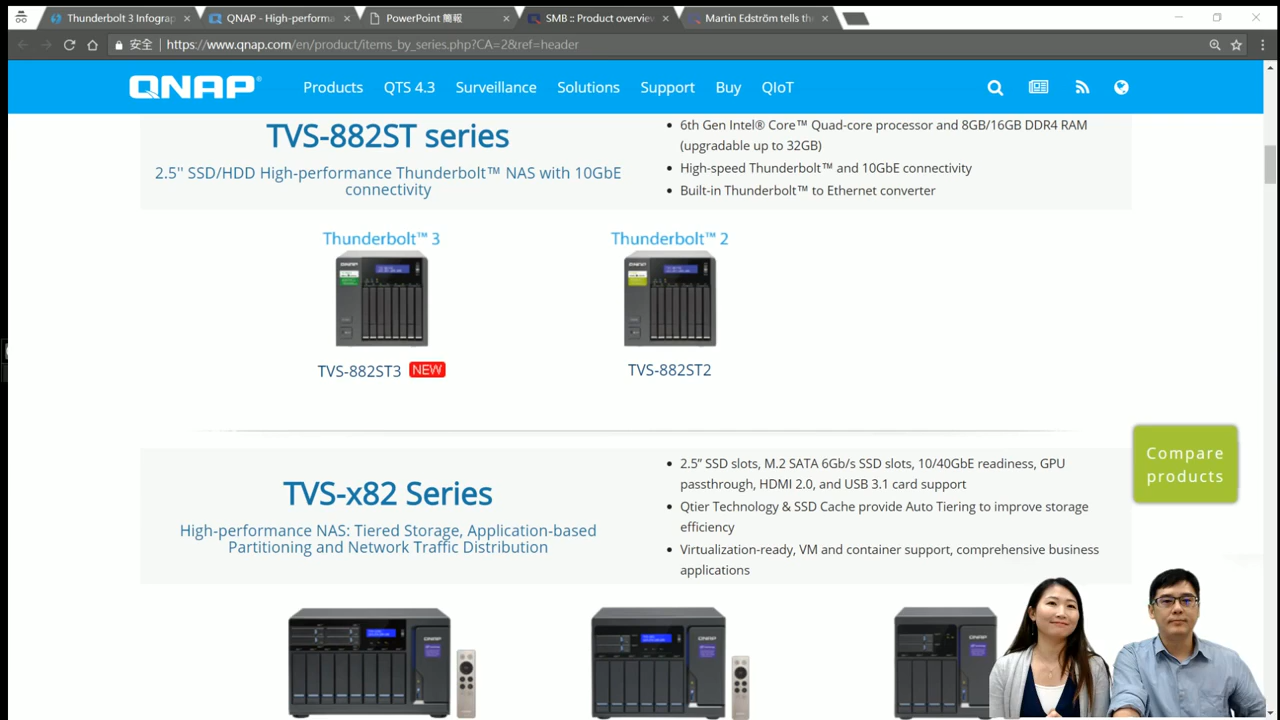 Thunderbolt 3 Infograp
QNAP - High-performa
PowerPoint 簡報
SMB :: Product overview
Martin Edström tells th
安全
https://www.qnap.com/en/product/items_by_series.php?CA=2&ref=header
QNAP
Products
QTS 4.3
Surveillance
Solutions
Support
Buy
QIoT
TVS-882ST series
2.5'' SSD/HDD High-performance Thunderbolt™ NAS with 10GbE
connectivity
6th Gen Intel® Core™ Quad-core processor and 8GB/16GB DDR4 RAM
(upgradable up to 32GB)
High-speed Thunderbolt™ and 10GbE connectivity
Built-in Thunderbolt™ to Ethernet converter
Thunderbolt™ 3
Thunderbolt™ 2
TVS-882ST3 NEW
TVS-882ST2
Compare
products
TVS-x82 Series
High-performance NAS: Tiered Storage, Application-based
Partitioning and Network Traffic Distribution
2.5” SSD slots, M.2 SATA 6Gb/s SSD slots, 10/40GbE readiness, GPU
passthrough, HDMI 2.0, and USB 3.1 card support
Qtier Technology & SSD Cache provide Auto Tiering to improve storage
efficiency
Virtualization-ready, VM and container support, comprehensive business
applications
QNAP
QNAP
QNAP